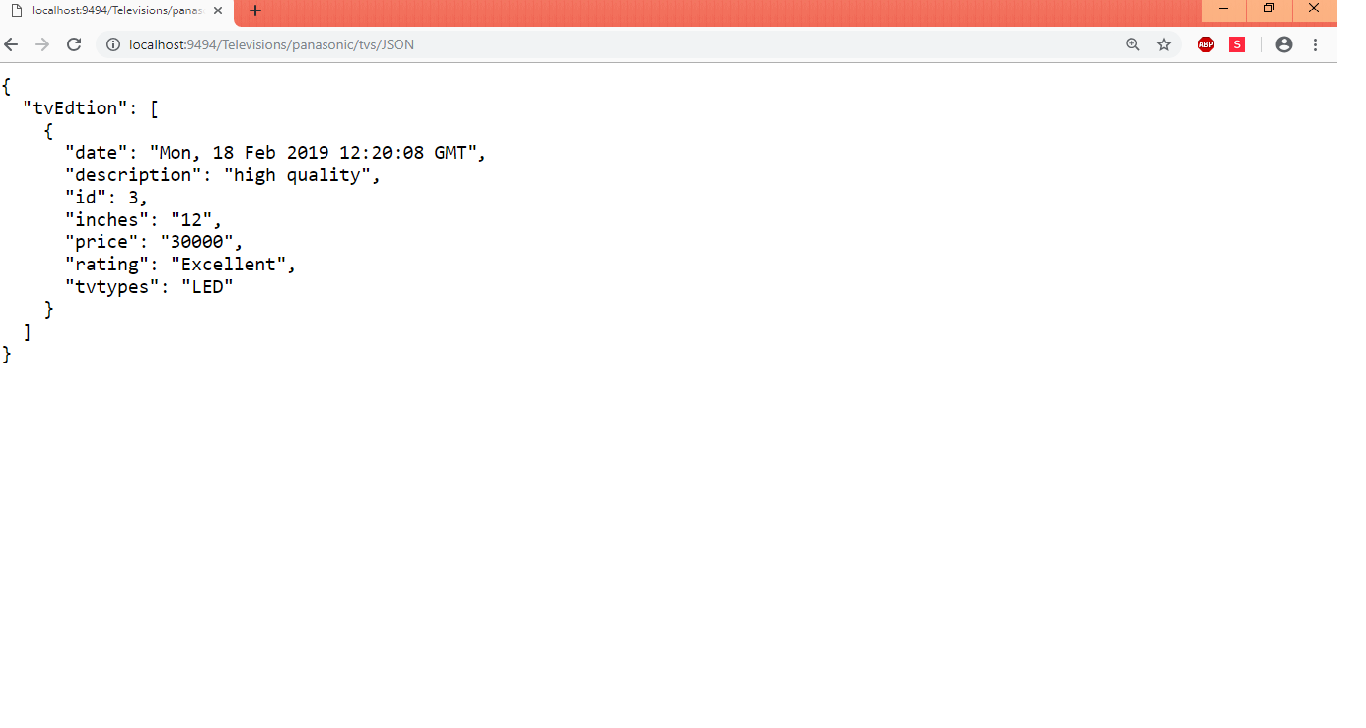 localhost:9494/Televisions/panas
localhost:9494/Televisions/panasonic/tvs/JSON
ABP
S
{
  "tvEdtion": [
    {
      "date": "Mon, 18 Feb 2019 12:20:08 GMT",
      "description": "high quality",
      "id": 3,
      "inches": "12",
      "price": "30000",
      "rating": "Excellent",
      "tvtypes": "LED"
    }
  ]
}